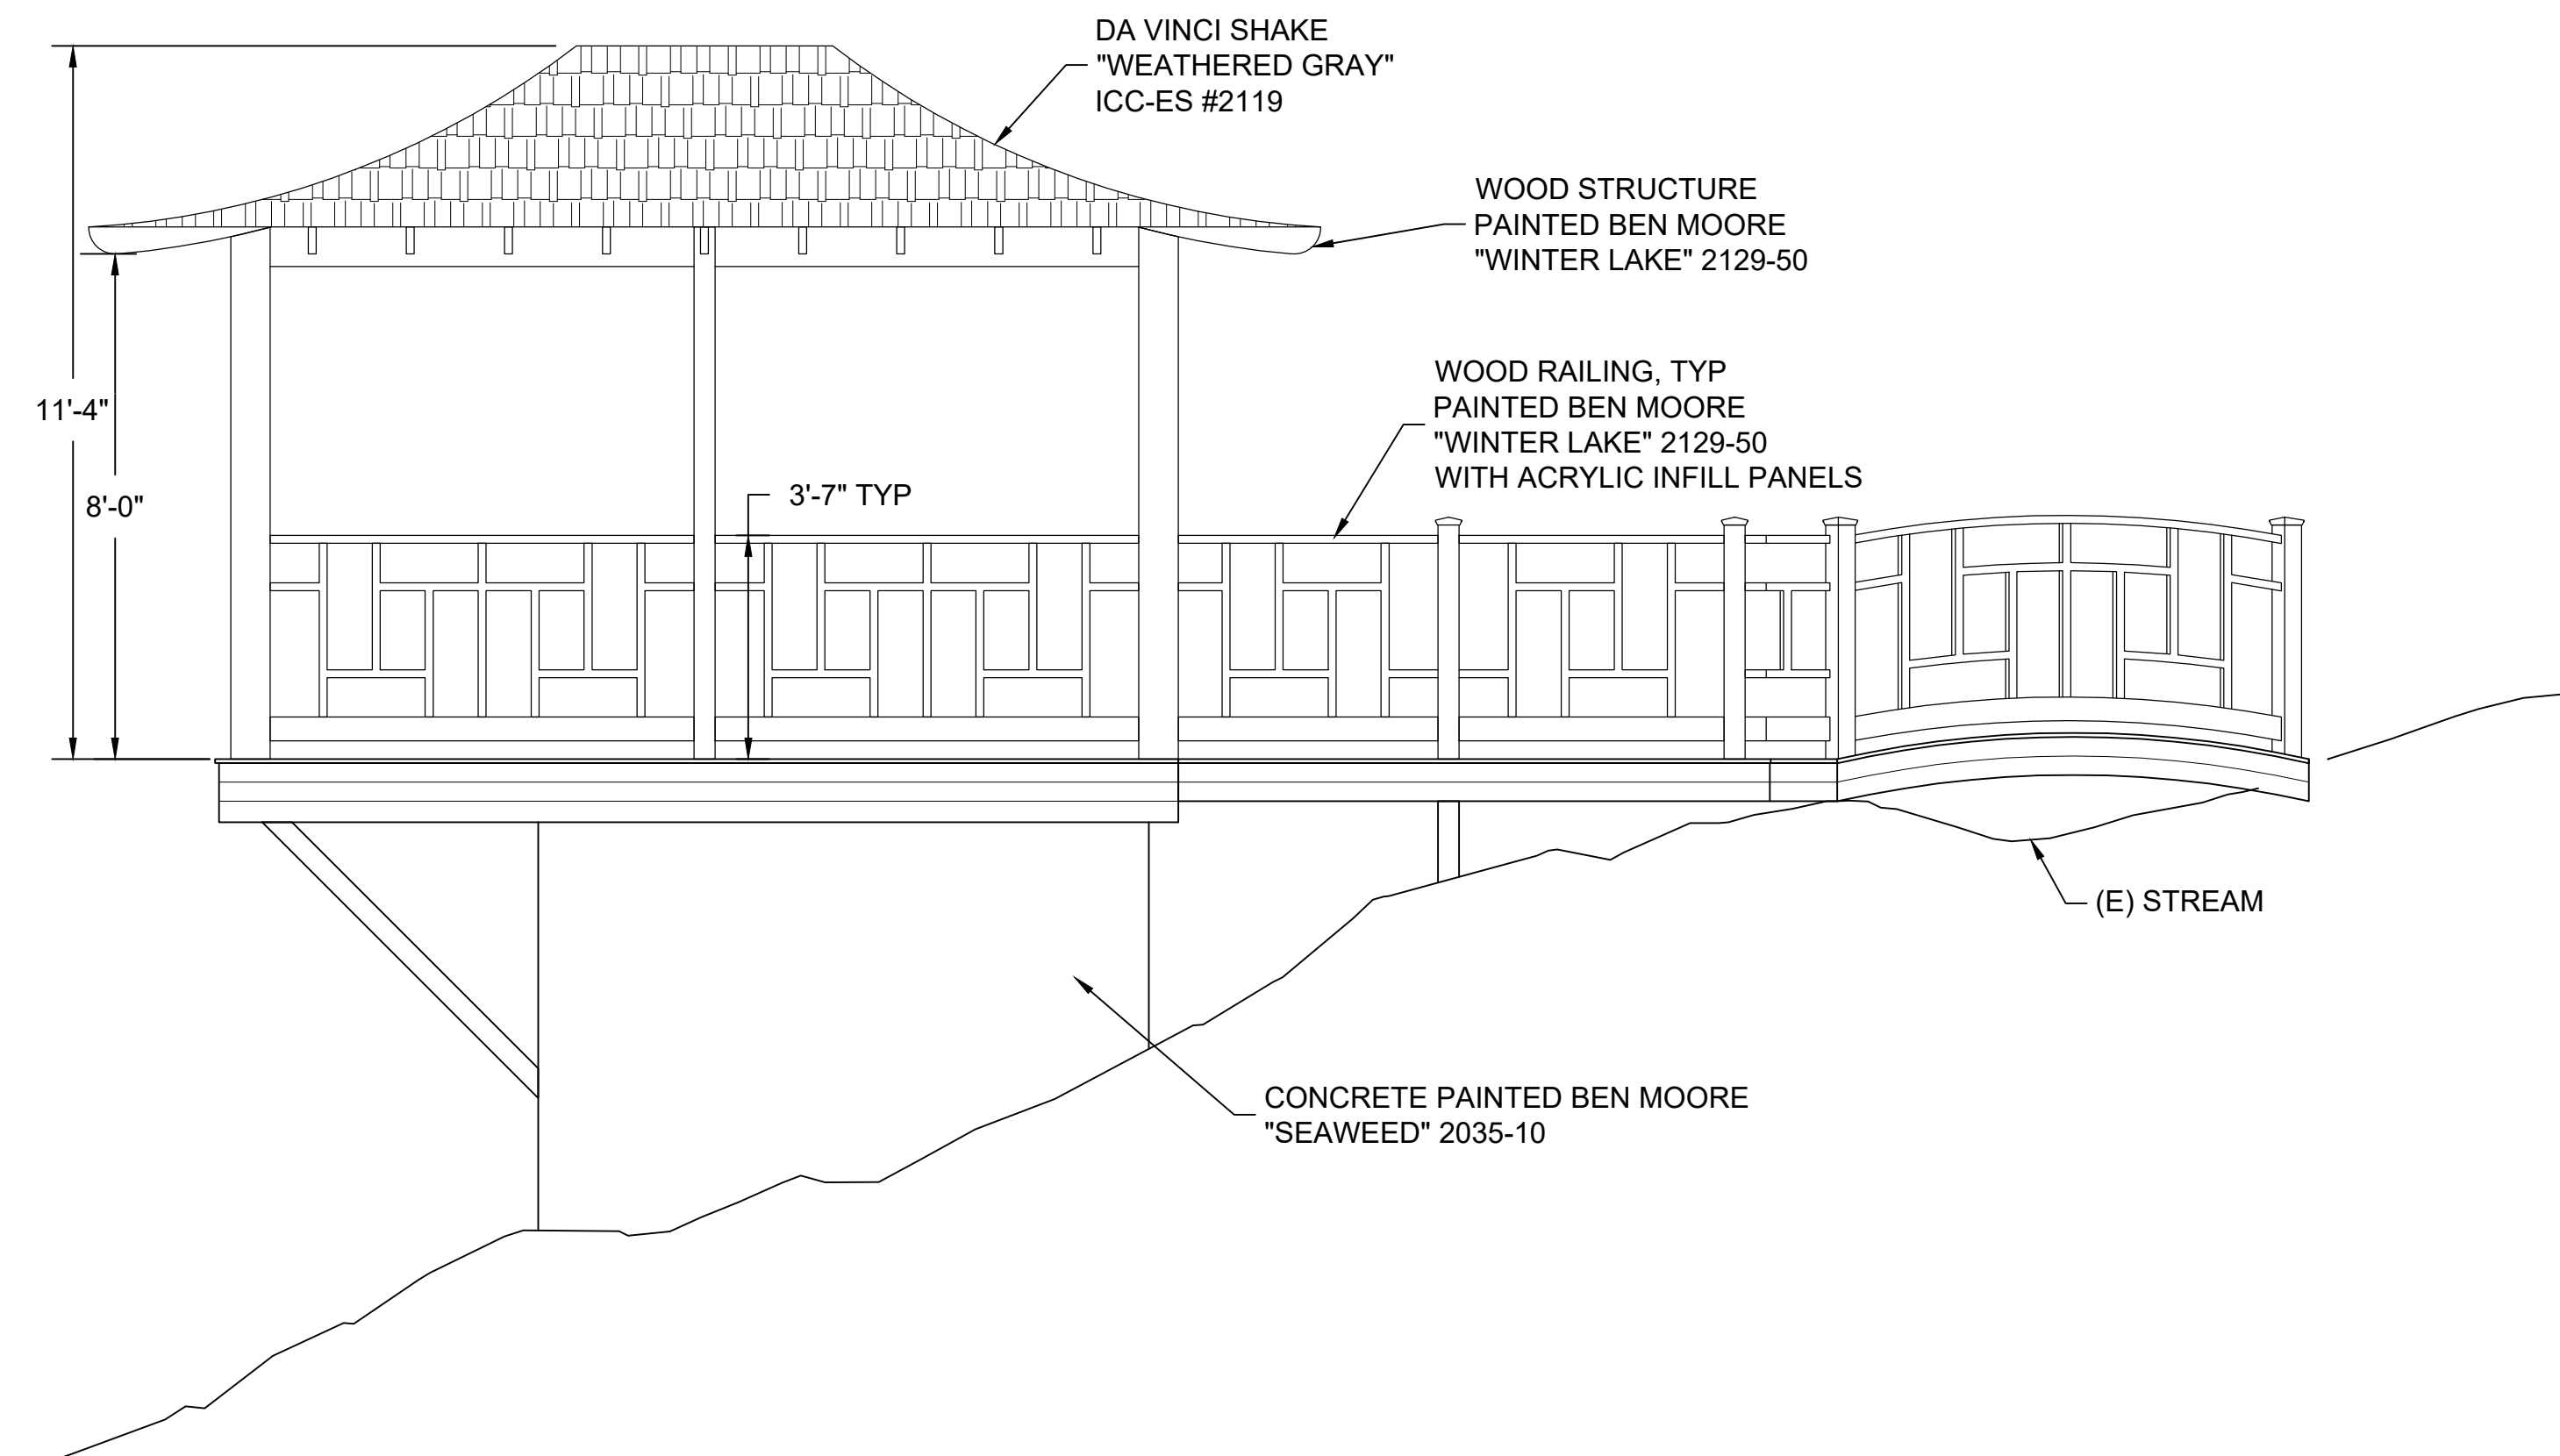 DA VINCI SHAKE
"WEATHERED GRAY"
ICC-ES #2119
WOOD STRUCTURE
PAINTED BEN MOORE
"WINTER LAKE" 2129-50
WOOD RAILING, TYP
PAINTED BEN MOORE
"WINTER LAKE" 2129-50
WITH ACRYLIC INFILL PANELS
11'-4"
8'-0"
3'-7" TYP
(E) STREAM
CONCRETE PAINTED BEN MOORE
"SEAWEED" 2035-10